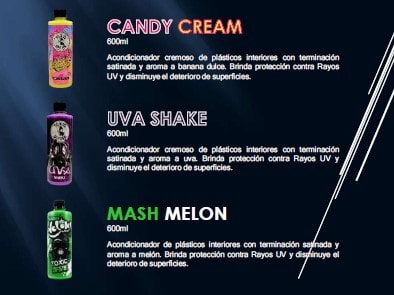 CANDY CREAM
600ml
Acondicionador cremoso de plásticos interiores con terminación
satinada y aroma a banana dulce. Brinda protección contra Rayos
UV y disminuye el deterioro de superficies.
UVA SHAKE
600ml
Acondicionador cremoso de plásticos interiores con terminación
satinada y aroma a uva. Brinda protección contra Rayos UV y
disminuye el deterioro de superficies.
MASH MELON
600ml
Acondicionador de plásticos interiores con terminación satinada y
aroma a melón. Brinda protección contra Rayos UV y disminuye el
deterioro de superficies.